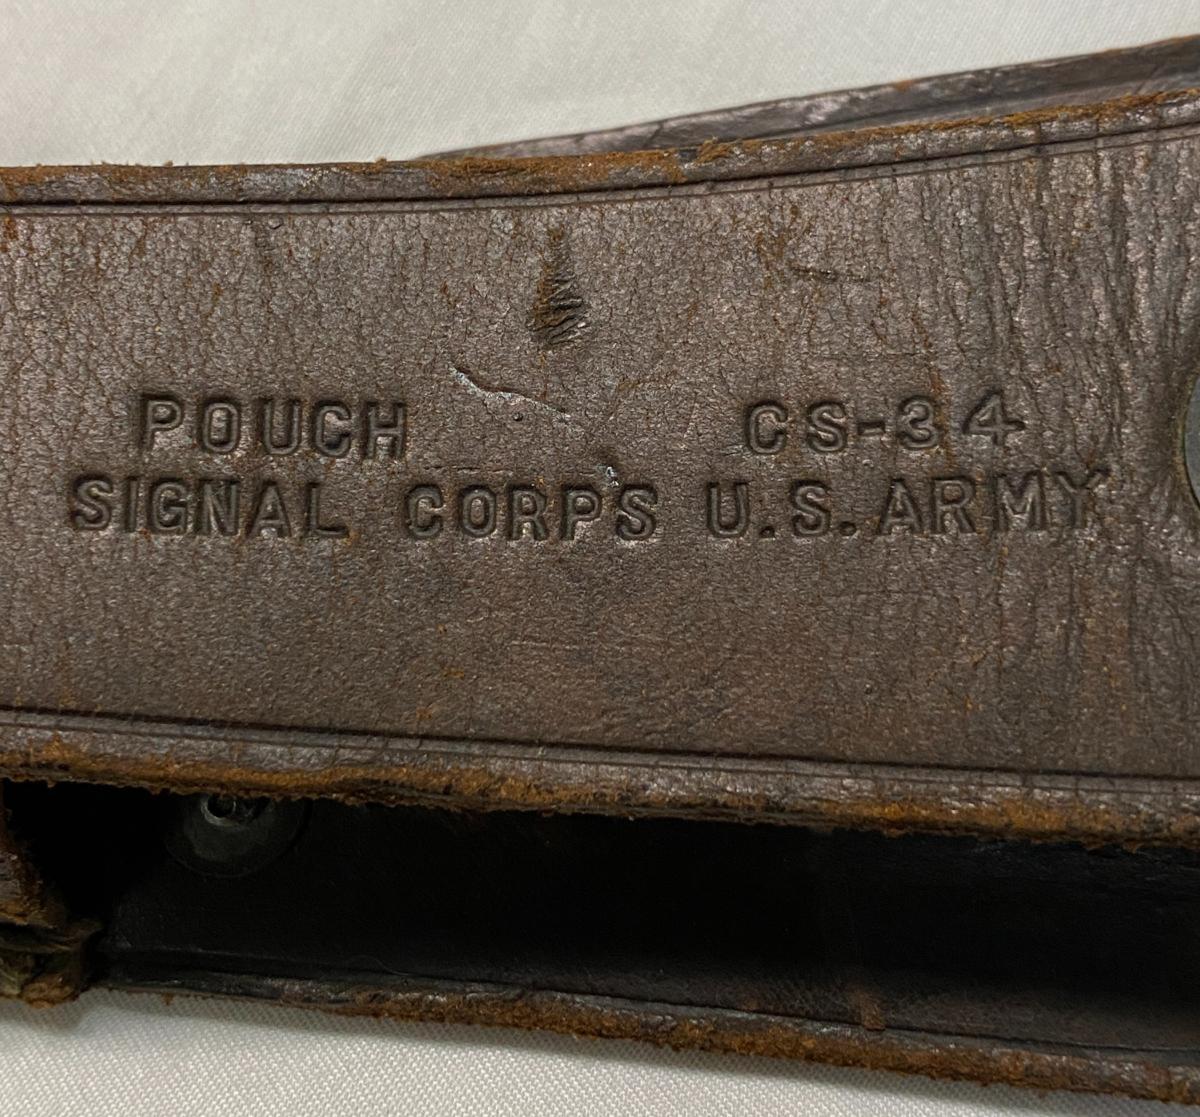 POUCH CS-34
SIGNAL CORPS U.S. ARMY